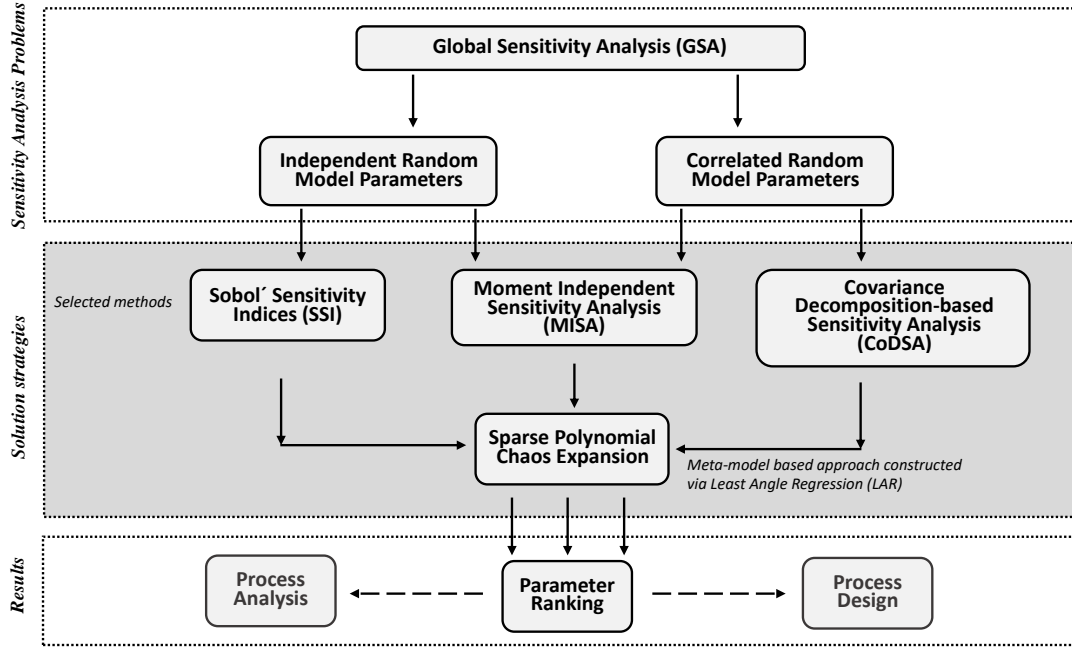 Sensitivity Analysis Problems
Global Sensitivity Analysis (GSA)
Independent Random
Model Parameters
Correlated Random
Model Parameters
Solution strategies
Selected methods
Sobol´ Sensitivity
Indices (SSI)
Moment Independent
Sensitivity Analysis
(MISA)
Covariance
Decomposition-based
Sensitivity Analysis
(CoDSA)
Sparse Polynomial
Chaos Expansion
Meta-model based approach constructed
via Least Angle Regression (LAR)
Results
Process
Analysis
Parameter
Ranking
Process
Design